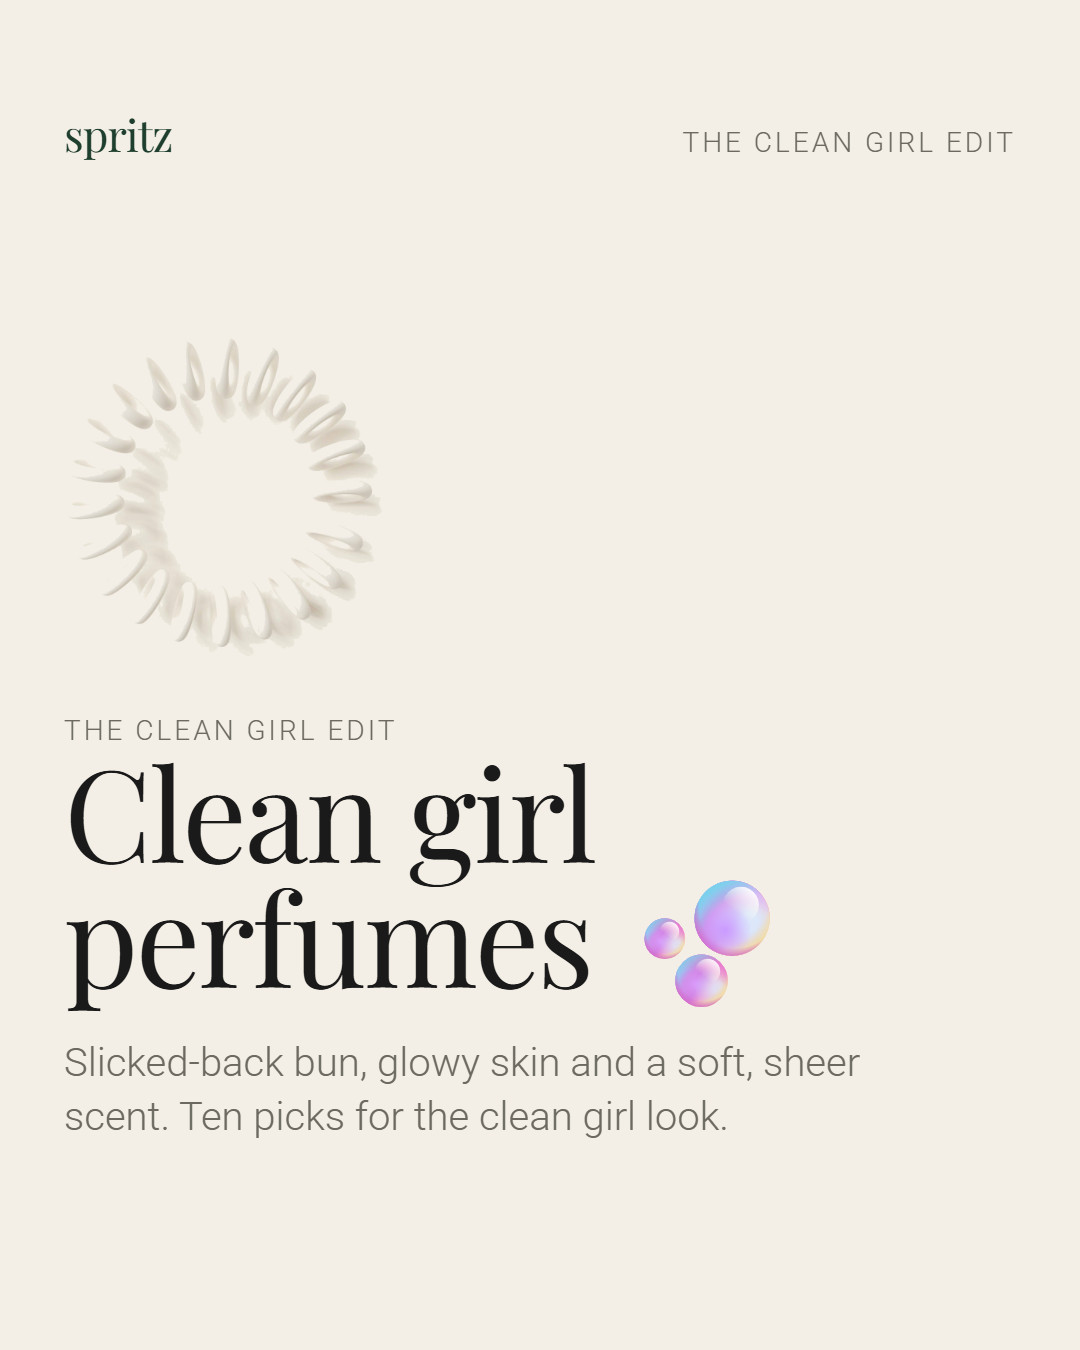 spritz
THE CLEAN GIRL EDIT
THE CLEAN GIRL EDIT
Clean girl
perfumes
Slicked-back bun, glowy skin and a soft, sheer
scent. Ten picks for the clean girl look.